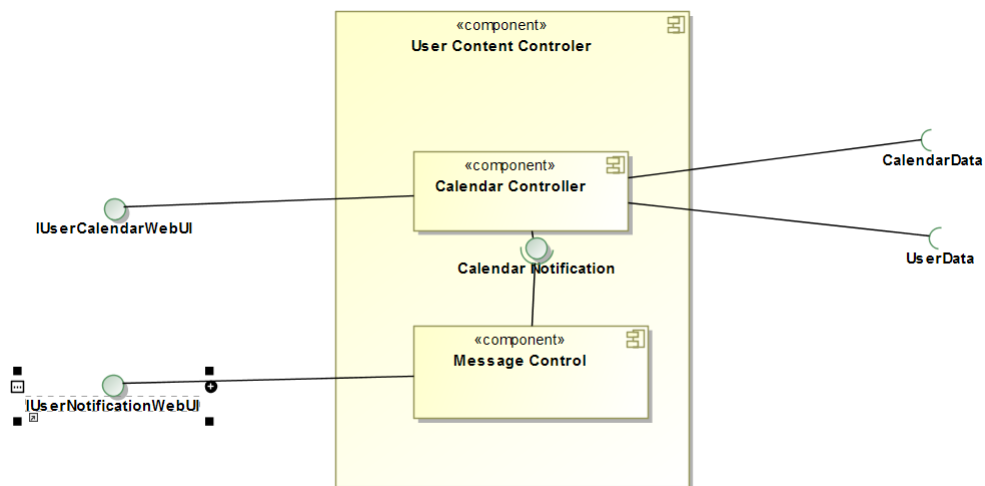 «component»
User Content Controler
«component»
Calendar Controller
CalendarData
IUserCalendarWebUI
UserData
Calendar Notification
«component»
Message Control
IUserNotificationWebUI